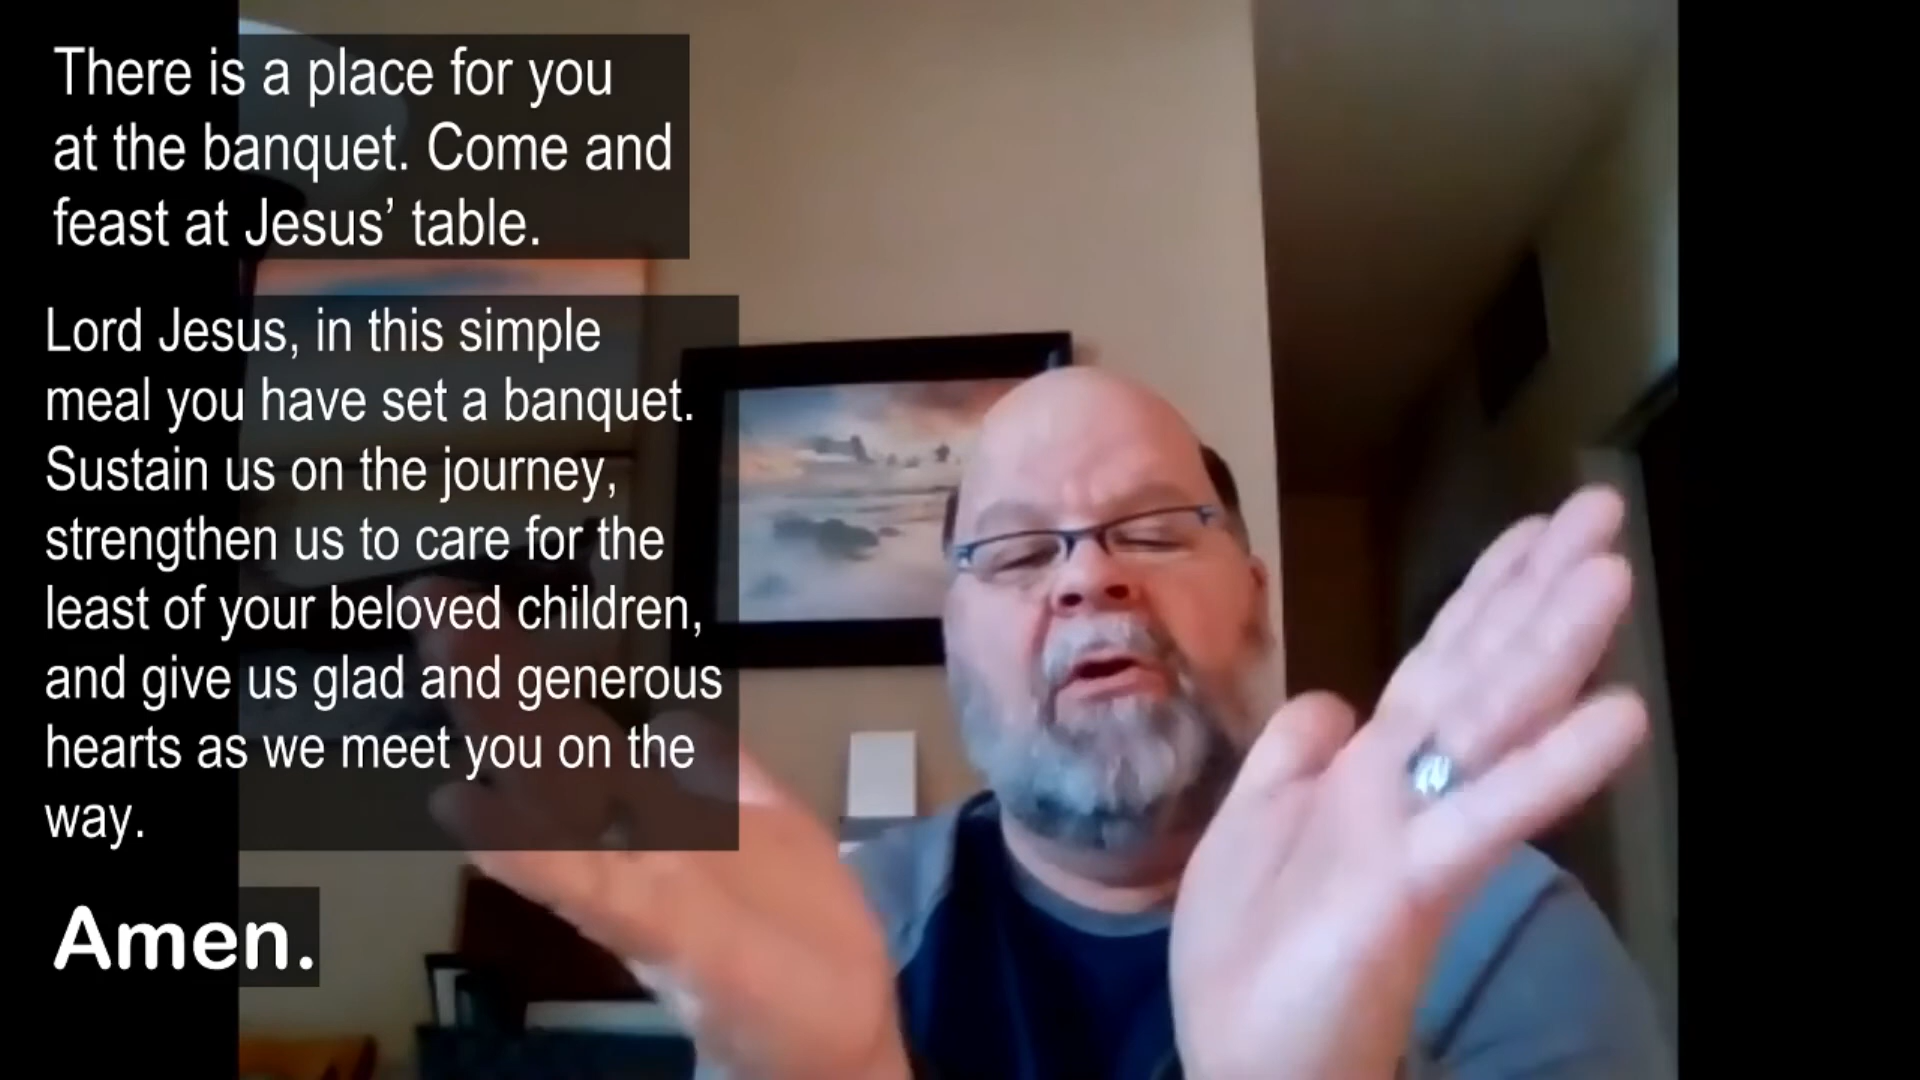 There is a place for you
at the banquet. Come and
feast at Jesus’ table.
Lord Jesus, in this simple
meal you have set a banquet.
Sustain us on the journey,
strengthen us to care for the
least of your beloved children,
and give us glad and generous
hearts as we meet you on the
way.
Amen.